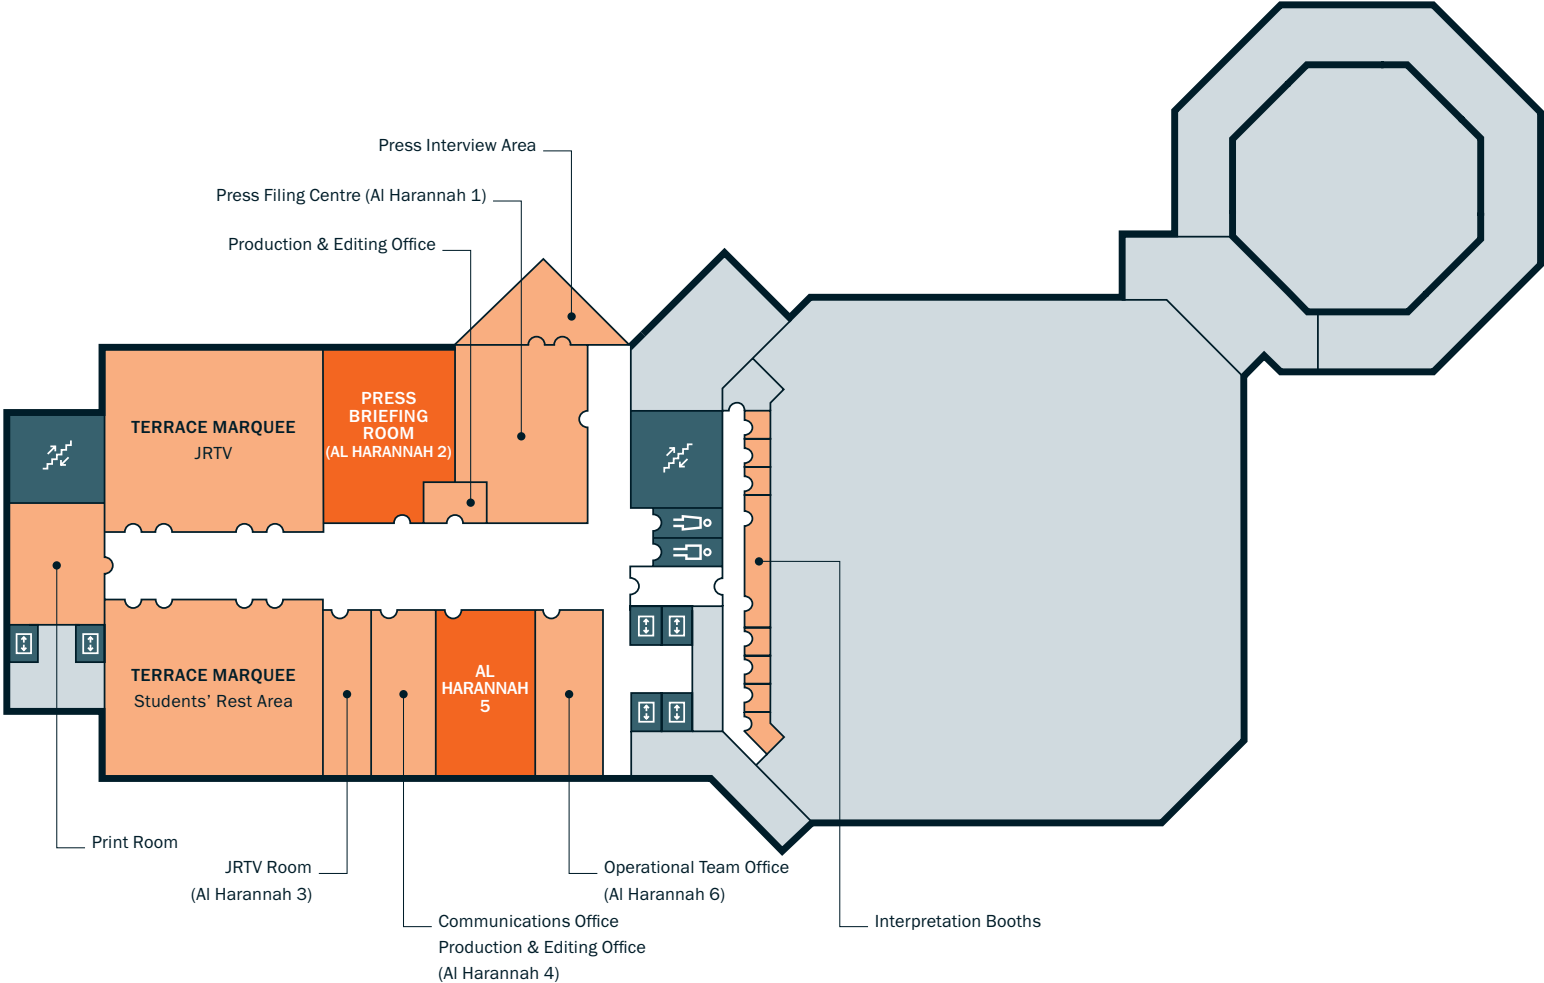 Press Interview Area
Press Filing Centre (Al Harannah 1)
Production & Editing Office
TERRACE MARQUEE
JRTV
PRESS
BRIEFING
ROOM
(AL HARANNAH 2)
TERRACE MARQUEE
Students’ Rest Area
AL
HARANNAH
5
Print Room
JRTV Room
(Al Harannah 3)
Communications Office
Production & Editing Office
(Al Harannah 4)
Operational Team Office
(Al Harannah 6)
Interpretation Booths